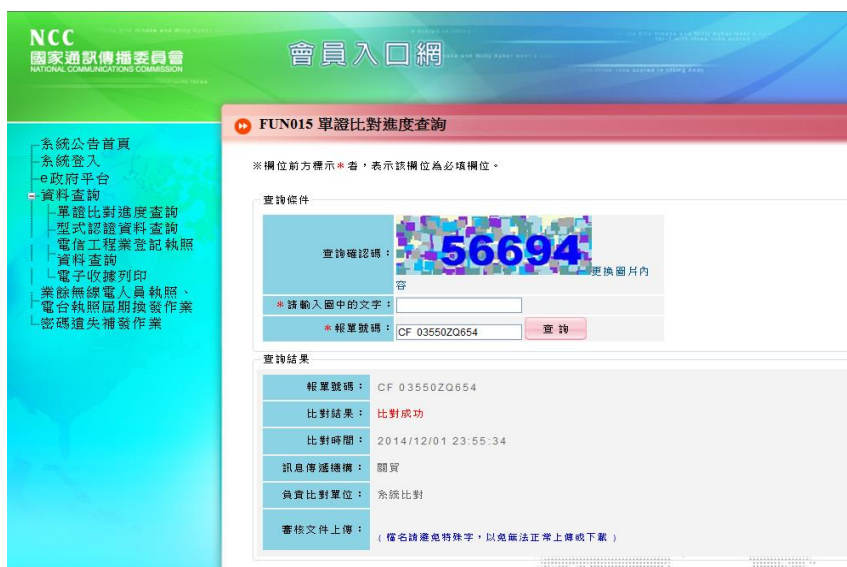 NCC
國家通訊傳播委員會
NATIONAL COMMUNICATIONS COMMISSION
會員入口網
系統公告首頁
系統登入
e政府平台
資料查詢
單證比對進度查詢
型式認證資料查詢
電信工程業登記執照
資料查詢
電子收據列印
業餘無線電人員執照、
電台執照屆期換發作業
密碼遺失補發作業
FUN015 單證比對進度查詢
※欄位前方標示*者，表示該欄位為必填欄位。
查詢條件
查詢確認碼：
56694
更換圖片內
容
*請輸入圖中的文字：
*報單號碼：
CF 03550ZQ654
查詢
查詢結果
報單號碼： CF 03550ZQ654
比對結果： 比對成功
比對時間： 2014/12/01 23:55:34
訊息傳遞機構： 關貿
負責比對單位： 系統比對
審核文件上傳： （檔名請避免特殊字，以免無法正常上傳或下載）